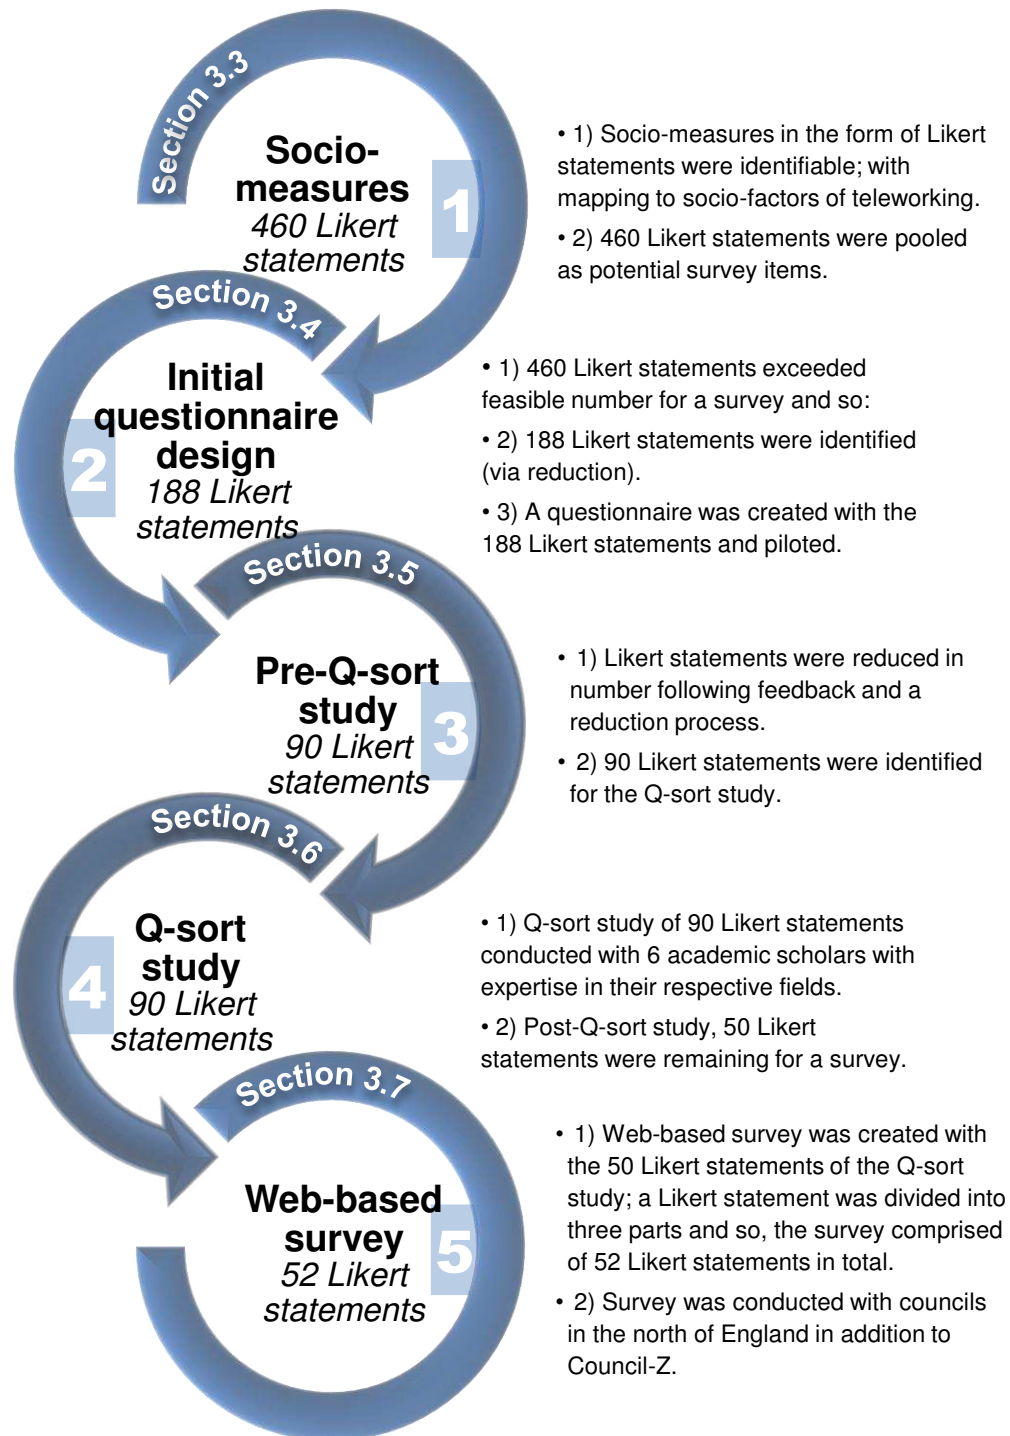 Section 3.3
Socio-
measures
460 Likert
statements
1
• 1) Socio-measures in the form of Likert
statements were identifiable; with
mapping to socio-factors of teleworking.
• 2) 460 Likert statements were pooled
as potential survey items.
Section 3.4
Initial
questionnaire
design
188 Likert
statements
2
• 1) 460 Likert statements exceeded
feasible number for a survey and so:
• 2) 188 Likert statements were identified
(via reduction).
• 3) A questionnaire was created with the
188 Likert statements and piloted.
Section 3.5
Pre-Q-sort
study
90 Likert
statements
3
• 1) Likert statements were reduced in
number following feedback and a
reduction process.
• 2) 90 Likert statements were identified
for the Q-sort study.
Section 3.6
Q-sort
study
90 Likert
statements
4
• 1) Q-sort study of 90 Likert statements
conducted with 6 academic scholars with
expertise in their respective fields.
• 2) Post-Q-sort study, 50 Likert
statements were remaining for a survey.
Section 3.7
Web-based
survey
52 Likert
statements
5
• 1) Web-based survey was created with
the 50 Likert statements of the Q-sort
study; a Likert statement was divided into
three parts and so, the survey comprised
of 52 Likert statements in total.
• 2) Survey was conducted with councils
in the north of England in addition to
Council-Z.